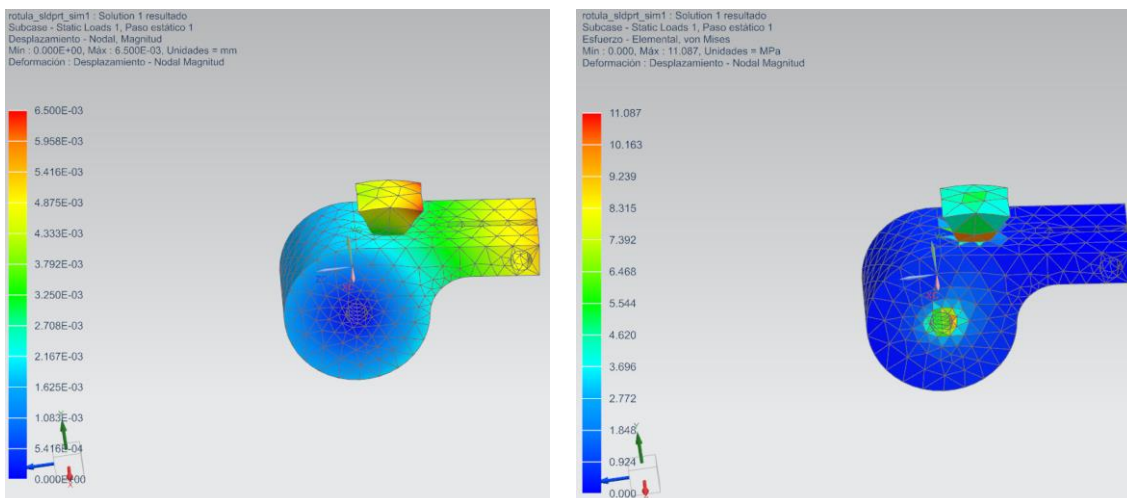 rotula_sldprt_sim1 : Solution 1 resultado
Subcase - Static Loads 1, Paso estático 1
Desplazamiento - Nodal, Magnitud
Min : 0.000E+00, Máx : 6.500E-03, Unidades = mm
Deformación : Desplazamiento - Nodal Magnitud
6.500E-03
5.958E-03
5.416E-03
4.875E-03
4.333E-03
3.792E-03
3.250E-03
2.708E-03
2.167E-03
1.625E-03
1.083E-03
5.416E-04
0.000E+00
rotula_sldprt_sim1 : Solution 1 resultado
Subcase - Static Loads 1, Paso estático 1
Esfuerzo - Elemental, von Mises
Min : 0.000, Máx : 11.087, Unidades = MPa
Deformación : Desplazamiento - Nodal Magnitud
11.087
10.163
9.239
8.315
7.392
6.468
5.544
4.620
3.696
2.772
1.848
0.924
0.000